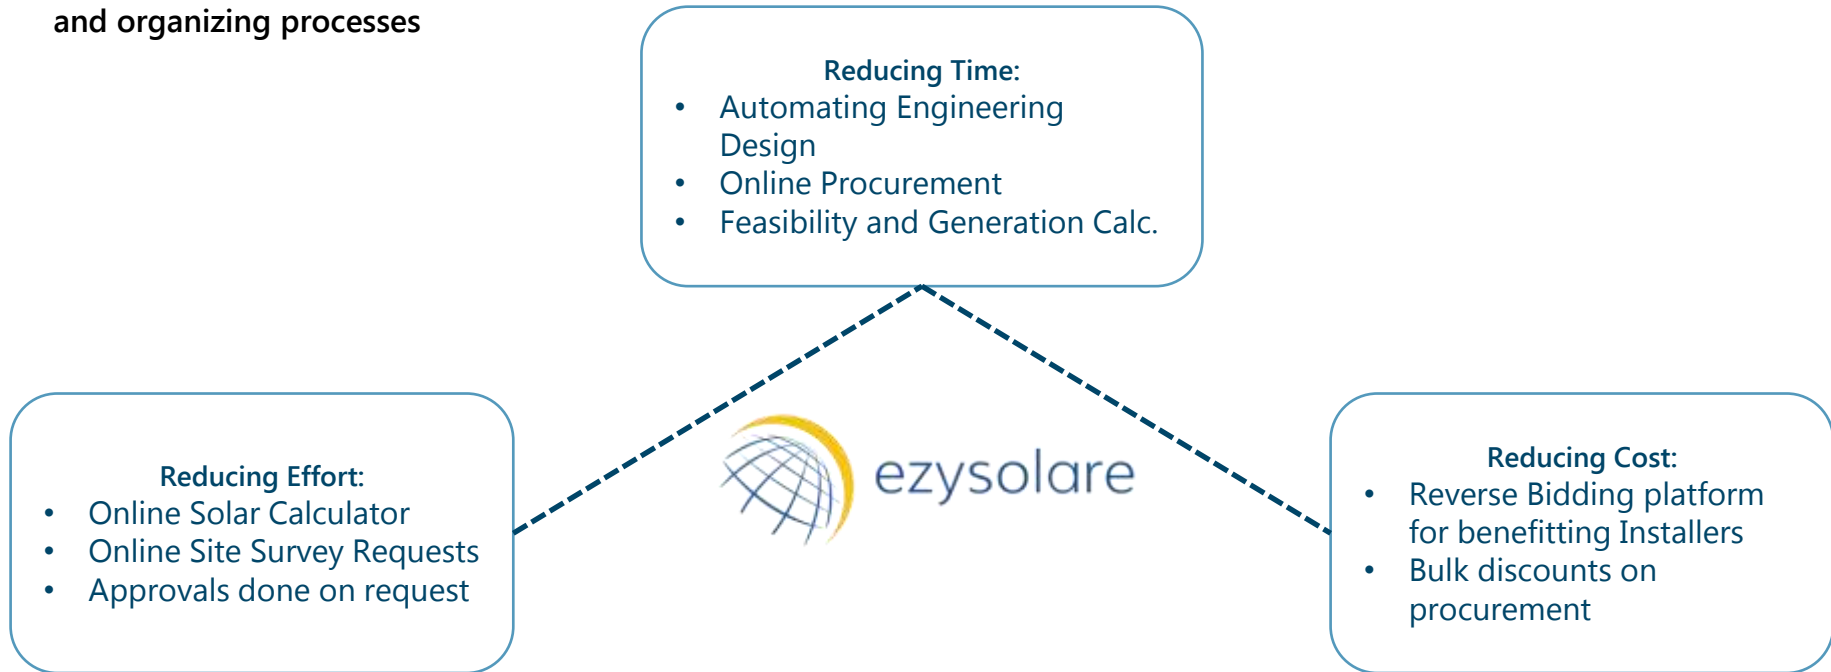 and organizing processes
Reducing Time:
• Automating Engineering
Design
• Online Procurement
• Feasibility and Generation Calc.
Reducing Effort:
• Online Solar Calculator
• Online Site Survey Requests
• Approvals done on request
ezysolare
Reducing Cost:
• Reverse Bidding platform
for benefitting Installers
• Bulk discounts on
procurement